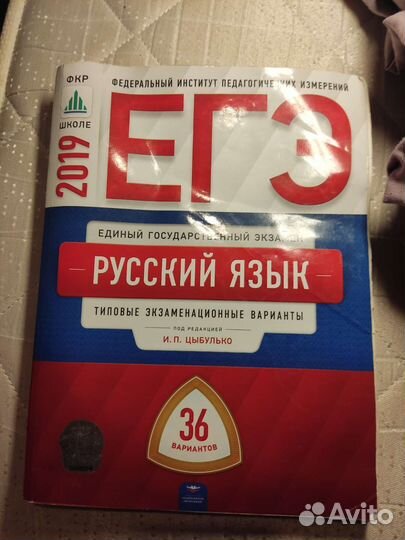 ФКР
ШКОЛЕ
2019
ФЕДЕРАЛЬНЫЙ ИНСТИТУТ ПЕДАГОГИЧЕСКИХ ИЗМЕРЕНИЙ
ЕГЭ
ЕДИНЫЙ ГОСУДАРСТВЕННЫЙ ЭКЗАМЕН
РУССКИЙ ЯЗЫК
ТИПОВЫЕ ЭКЗАМЕНАЦИОННЫЕ ВАРИАНТЫ
ПОД РЕДАКЦИЕЙ
И. П. ЦЫБУЛЬКО
36
ВАРИАНТОВ
Avito